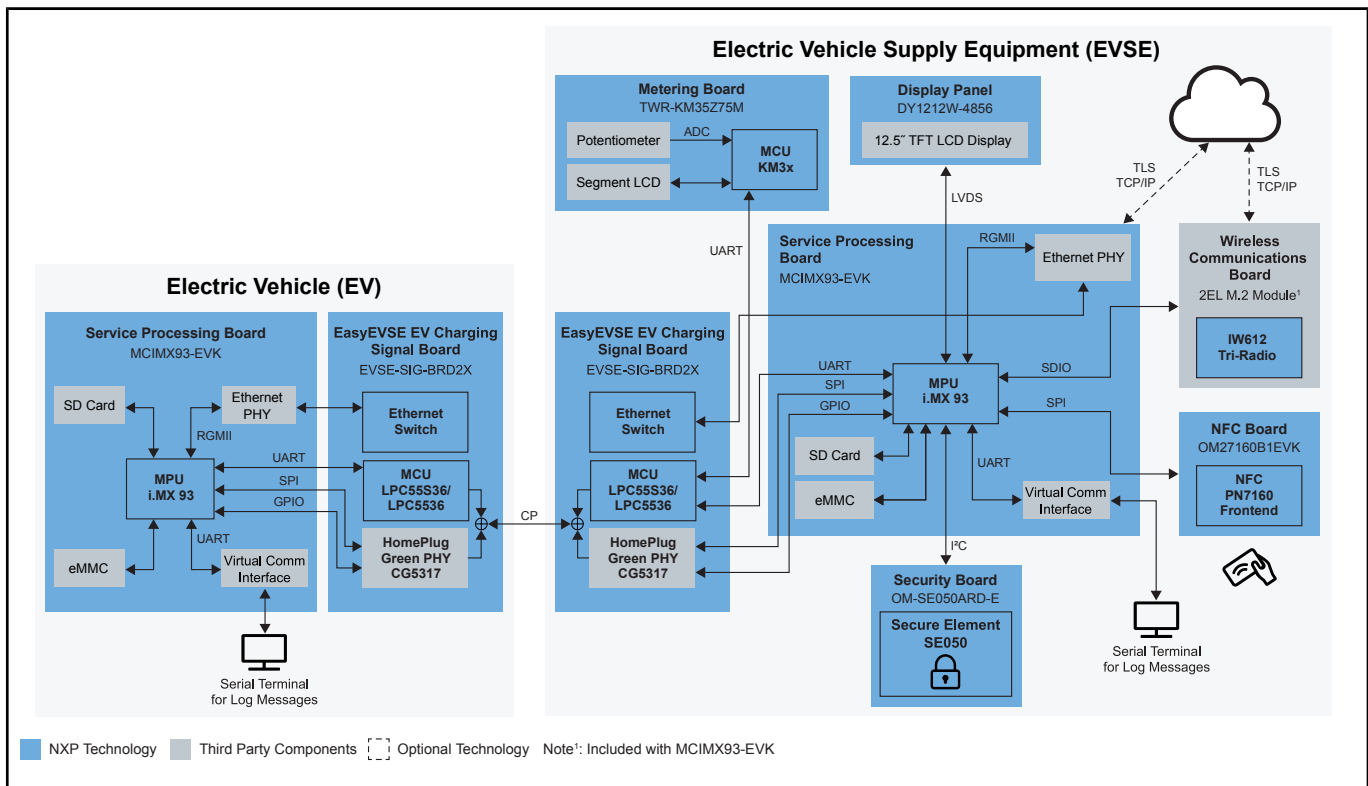 Electric Vehicle Supply Equipment (EVSE)
Metering Board
TWR-KM35Z75M
Potentiometer
ADC
MCU
KM3x
Segment LCD
Display Panel
DY1212W-4856
12.5˝ TFT LCD Display
TLS
TCP/IP
TLS
TCP/IP
LVDS
UART
Service Processing
Board
MCIMX93-EVK
RGMII
Ethernet PHY
Wireless
Communications
Board
2EL M.2 Module¹
IW612
Tri-Radio
Electric Vehicle (EV)
Service Processing Board
MCIMX93-EVK
SD Card
Ethernet
PHY
RGMII
MPU
i.MX 93
UART
SPI
GPIO
UART
eMMC
Virtual Comm
Interface
Serial Terminal
for Log Messages
EasyEVSE EV Charging
Signal Board
EVSE-SIG-BRD2X
Ethernet
Switch
MCU
LPC55S36/
LPC5536
HomePlug
Green PHY
CG5317
CP
EasyEVSE EV Charging
Signal Board
EVSE-SIG-BRD2X
Ethernet
Switch
MCU
LPC55S36/
LPC5536
HomePlug
Green PHY
CG5317
UART
SPI
GPIO
MPU
i.MX 93
SDIO
SPI
SD Card
eMMC
UART
Virtual Comm
Interface
I²C
NFC Board
OM27160B1EVK
NFC
PN7160
Frontend
Security Board
OM-SE050ARD-E
Secure Element
SE050
Serial Terminal
for Log Messages
NXP Technology Third Party Components Optional Technology Note¹: Included with MCIMX93-EVK